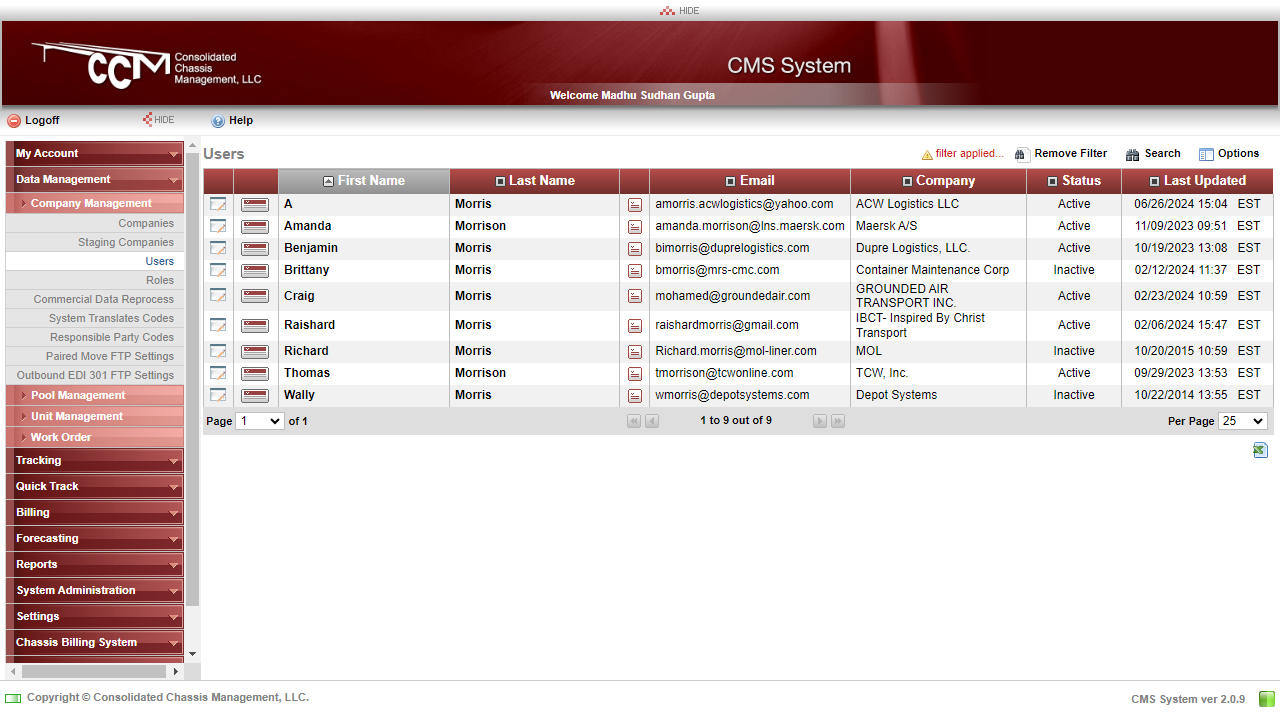 HIDE
CCM
Consolidated
Chassis
Management, LLC
CMS System
Welcome Madhu Sudhan Gupta
Logoff
HIDE
Help
My Account
Data Management
Company Management
Companies
Staging Companies
Users
Roles
Commercial Data Reprocess
System Translates Codes
Responsible Party Codes
Paired Move FTP Settings
Outbound EDI 301 FTP Settings
Pool Management
Unit Management
Work Order
Tracking
Quick Track
Billing
Forecasting
Reports
System Administration
Settings
Chassis Billing System
Users
filter applied... Remove Filter Search Options
First Name Last Name Email Company Status Last Updated
A Morris amorris.acwlogistics@yahoo.com ACW Logistics LLC Active 06/26/2024 15:04 EST
Amanda Morrison amanda.morrison@lns.maersk.com Maersk A/S Active 11/09/2023 09:51 EST
Benjamin Morris bimorris@duprelogistics.com Dupre Logistics, LLC. Active 10/19/2023 13:08 EST
Brittany Morris bmorris@mrs-cmc.com Container Maintenance Corp Inactive 02/12/2024 11:37 EST
Craig Morris mohamed@groundedair.com GROUNDED AIR TRANSPORT INC. Active 02/23/2024 10:59 EST
Raishard Morris raishardmorris@gmail.com IBCT- Inspired By Christ Transport Active 02/06/2024 15:47 EST
Richard Morris Richard.morris@mol-liner.com MOL Inactive 10/20/2015 10:59 EST
Thomas Morrison tmorrison@tcwonline.com TCW, Inc. Active 09/29/2023 13:53 EST
Wally Morris wmorris@depotsystems.com Depot Systems Inactive 10/22/2014 13:55 EST
Page 1 of 1 1 to 9 out of 9 Per Page 25
Copyright © Consolidated Chassis Management, LLC.
CMS System ver 2.0.9